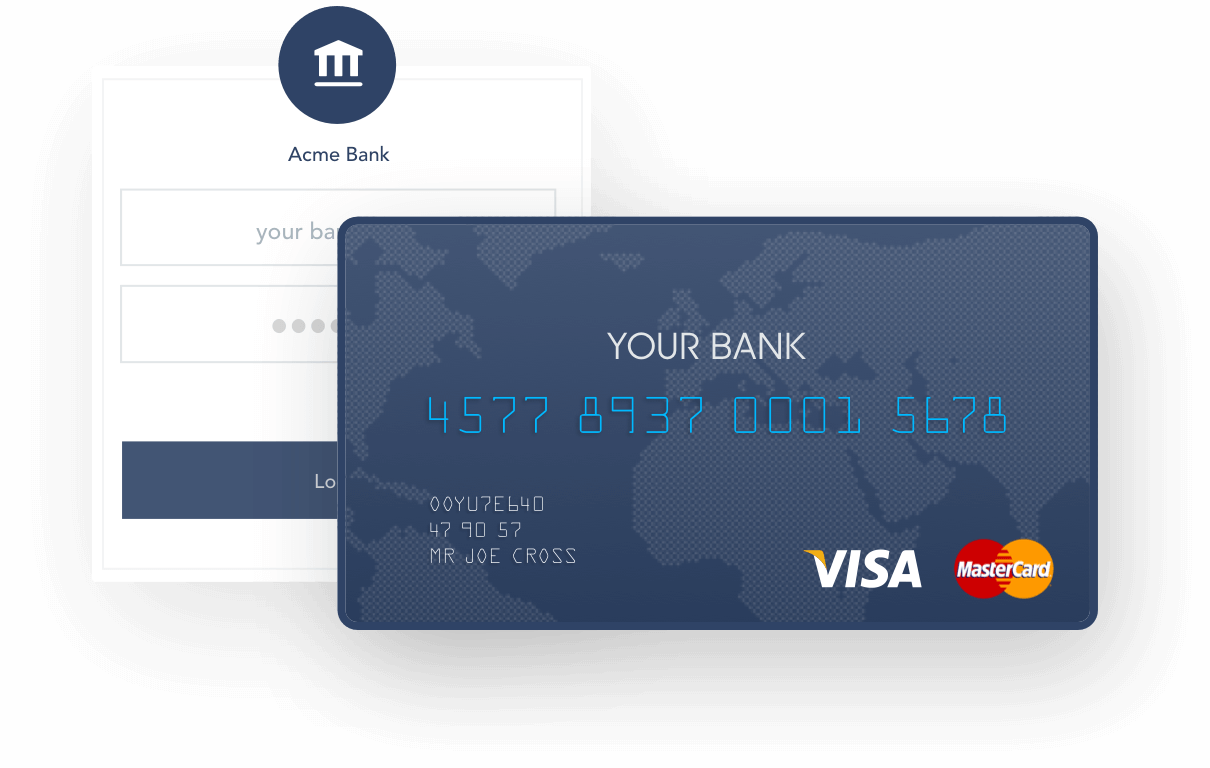 Acme Bank
your ba
Lo
YOUR BANK
4577 8937 0001 5678
00YU7E64D
47 90 57
MR JOE CROSS
VISA
MasterCard